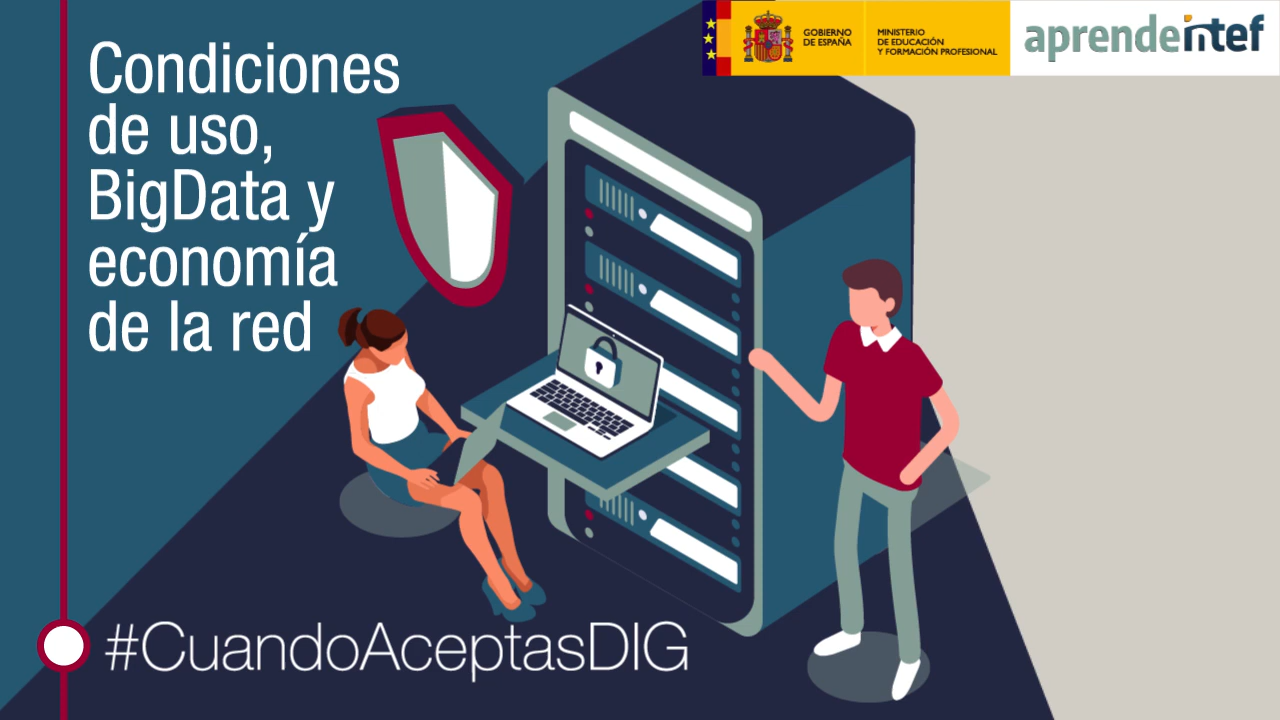 Condiciones
de uso,
BigData y
economía
de la red
GOBIERNO
DE ESPAÑA
MINISTERIO
DE EDUCACIÓN
Y FORMACIÓN PROFESIONAL
aprendeintef
#CuandoAceptasDIG